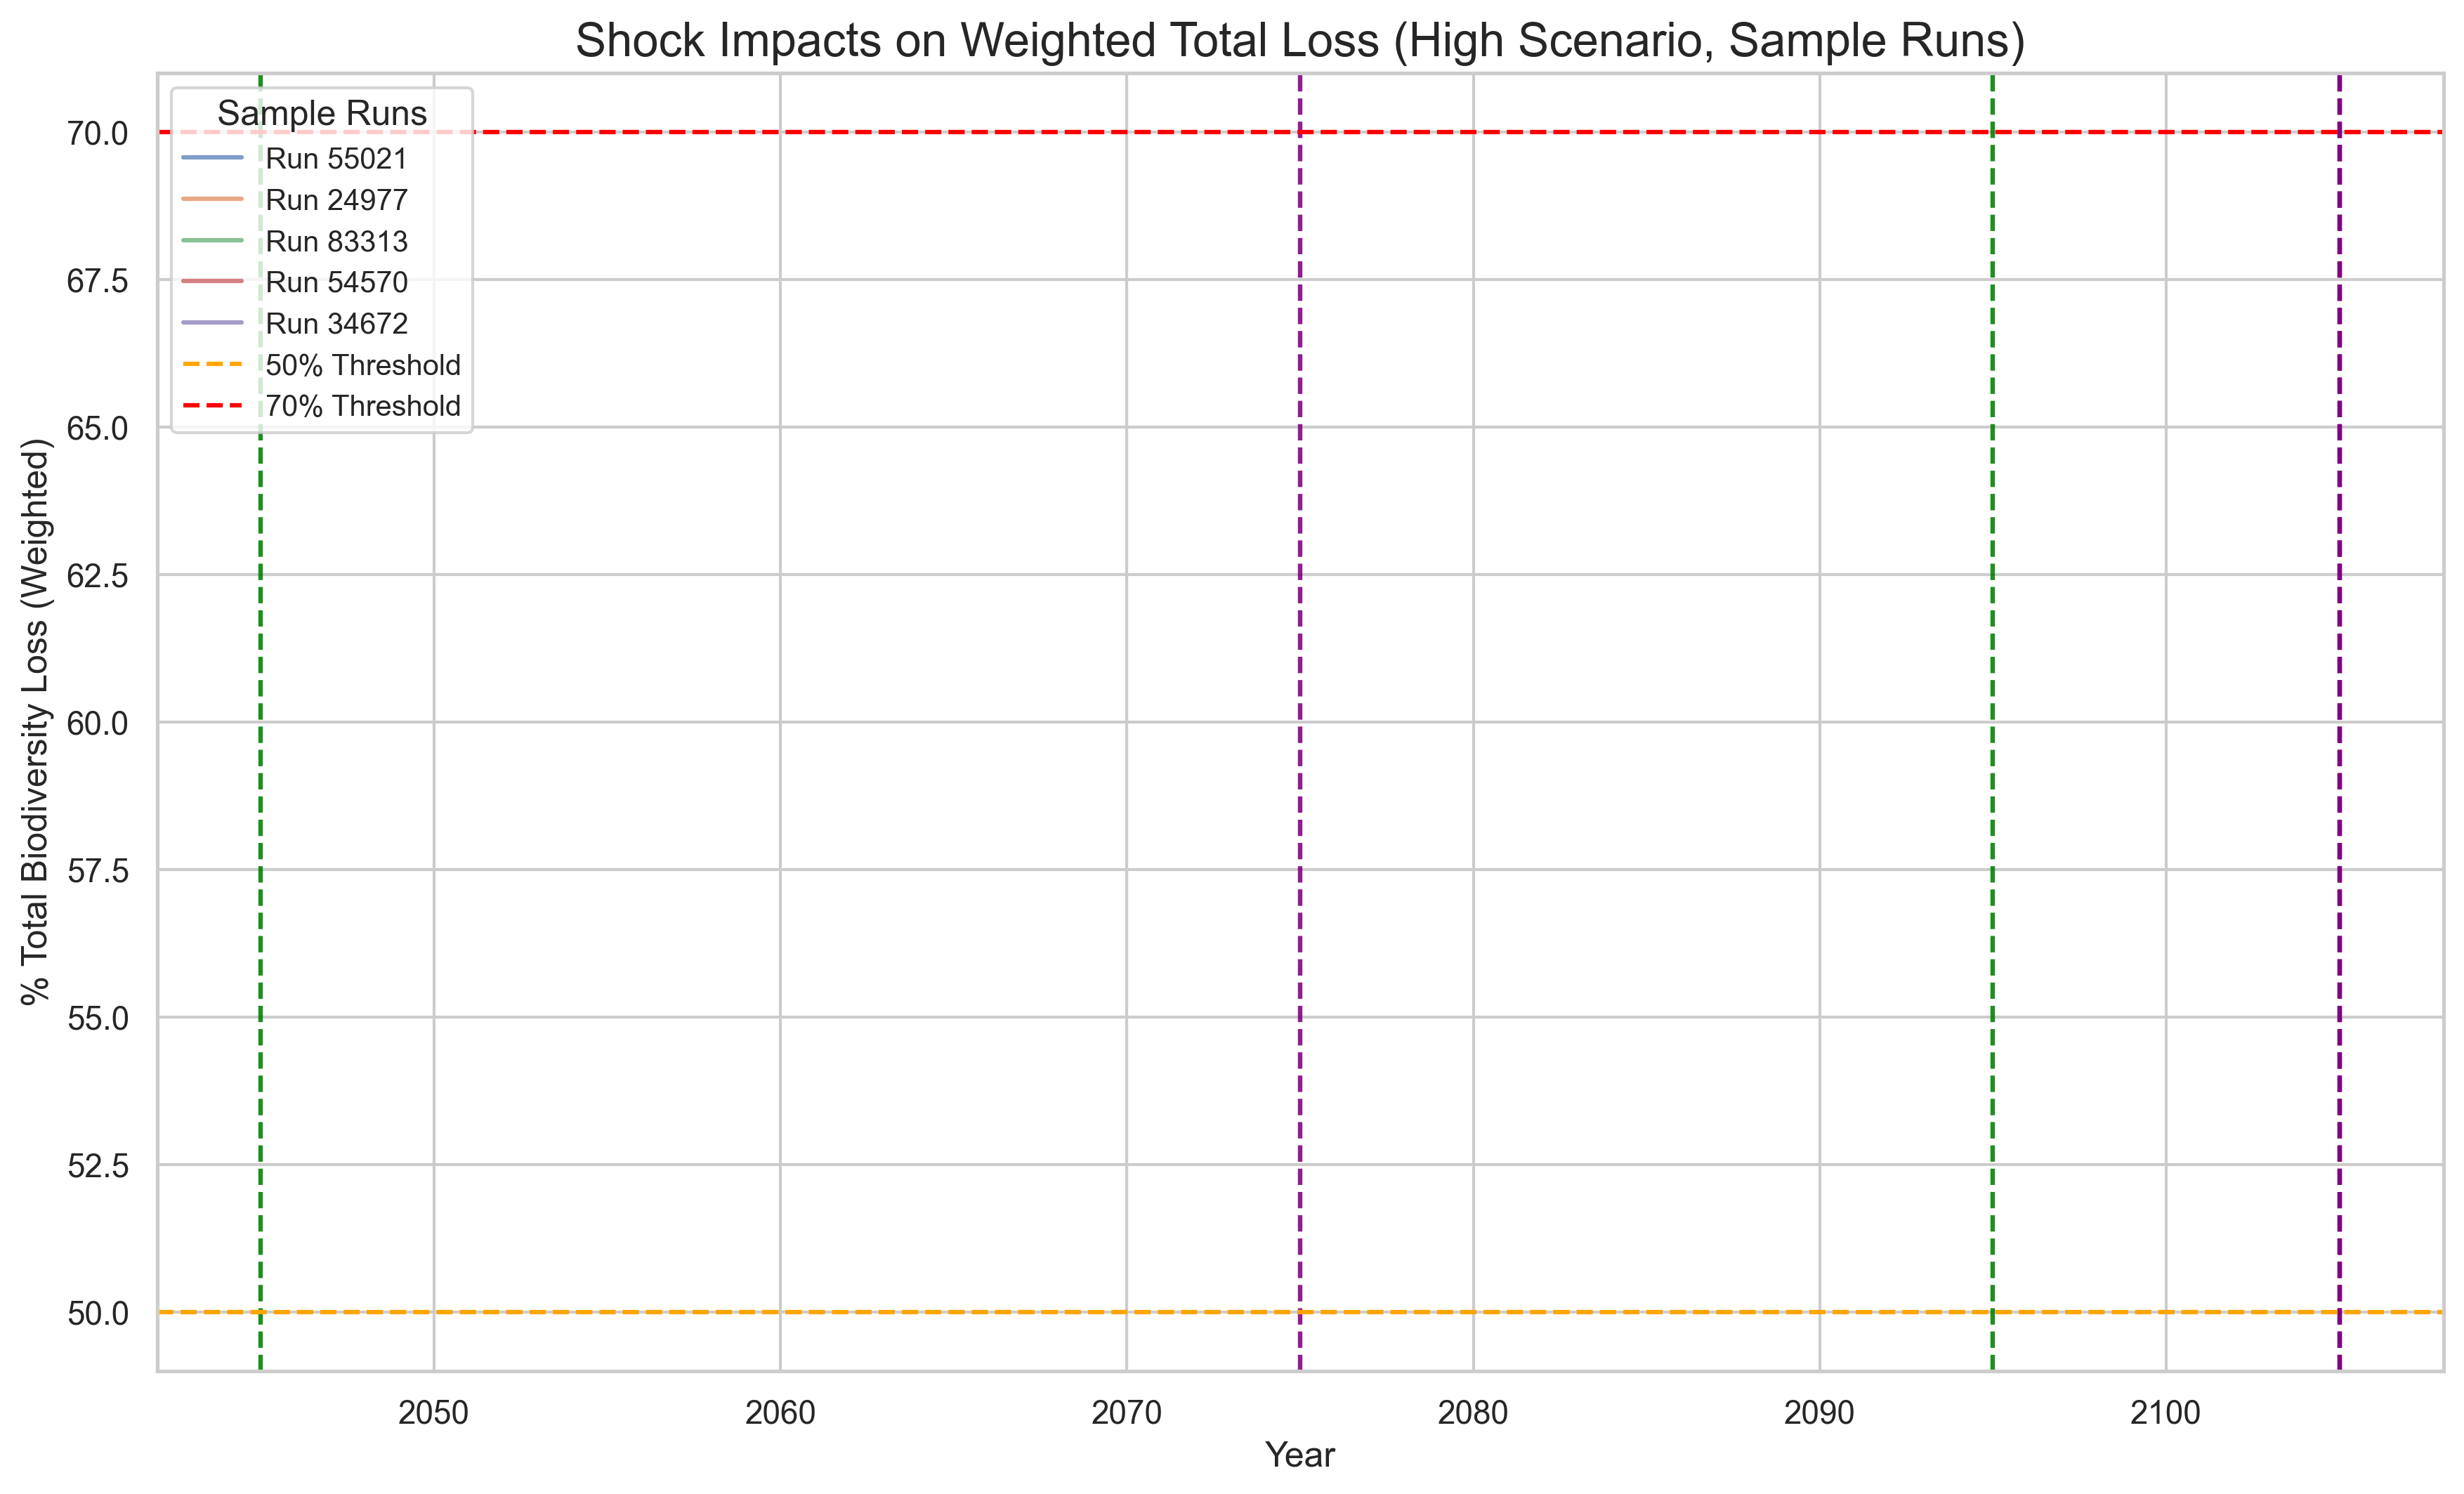 Shock Impacts on Weighted Total Loss (High Scenario, Sample Runs)
Sample Runs
Run 55021
Run 24977
Run 83313
Run 54570
Run 34672
50% Threshold
70% Threshold
% Total Biodiversity Loss (Weighted)
70.0
67.5
65.0
62.5
60.0
57.5
55.0
52.5
50.0
2050 2060 2070 2080 2090 2100
Year